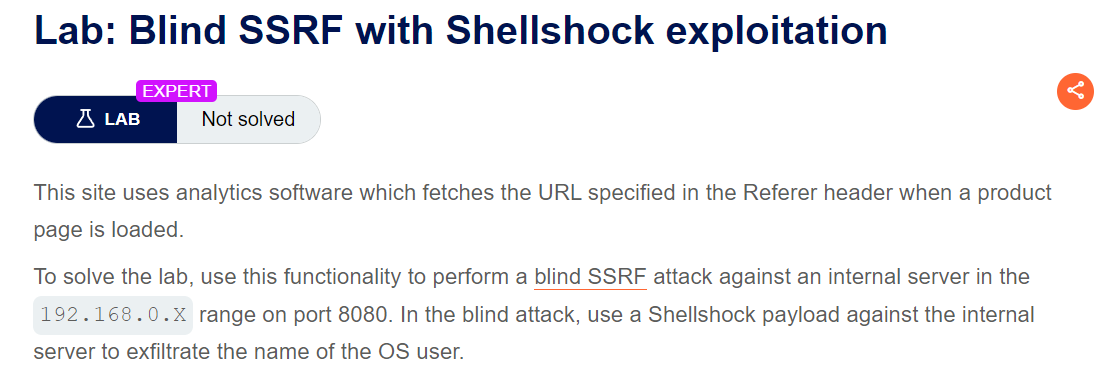 Lab: Blind SSRF with Shellshock exploitation
EXPERT
LAB Not solved
This site uses analytics software which fetches the URL specified in the Referer header when a product
page is loaded.
To solve the lab, use this functionality to perform a blind SSRF attack against an internal server in the
192.168.0.X range on port 8080. In the blind attack, use a Shellshock payload against the internal
server to exfiltrate the name of the OS user.